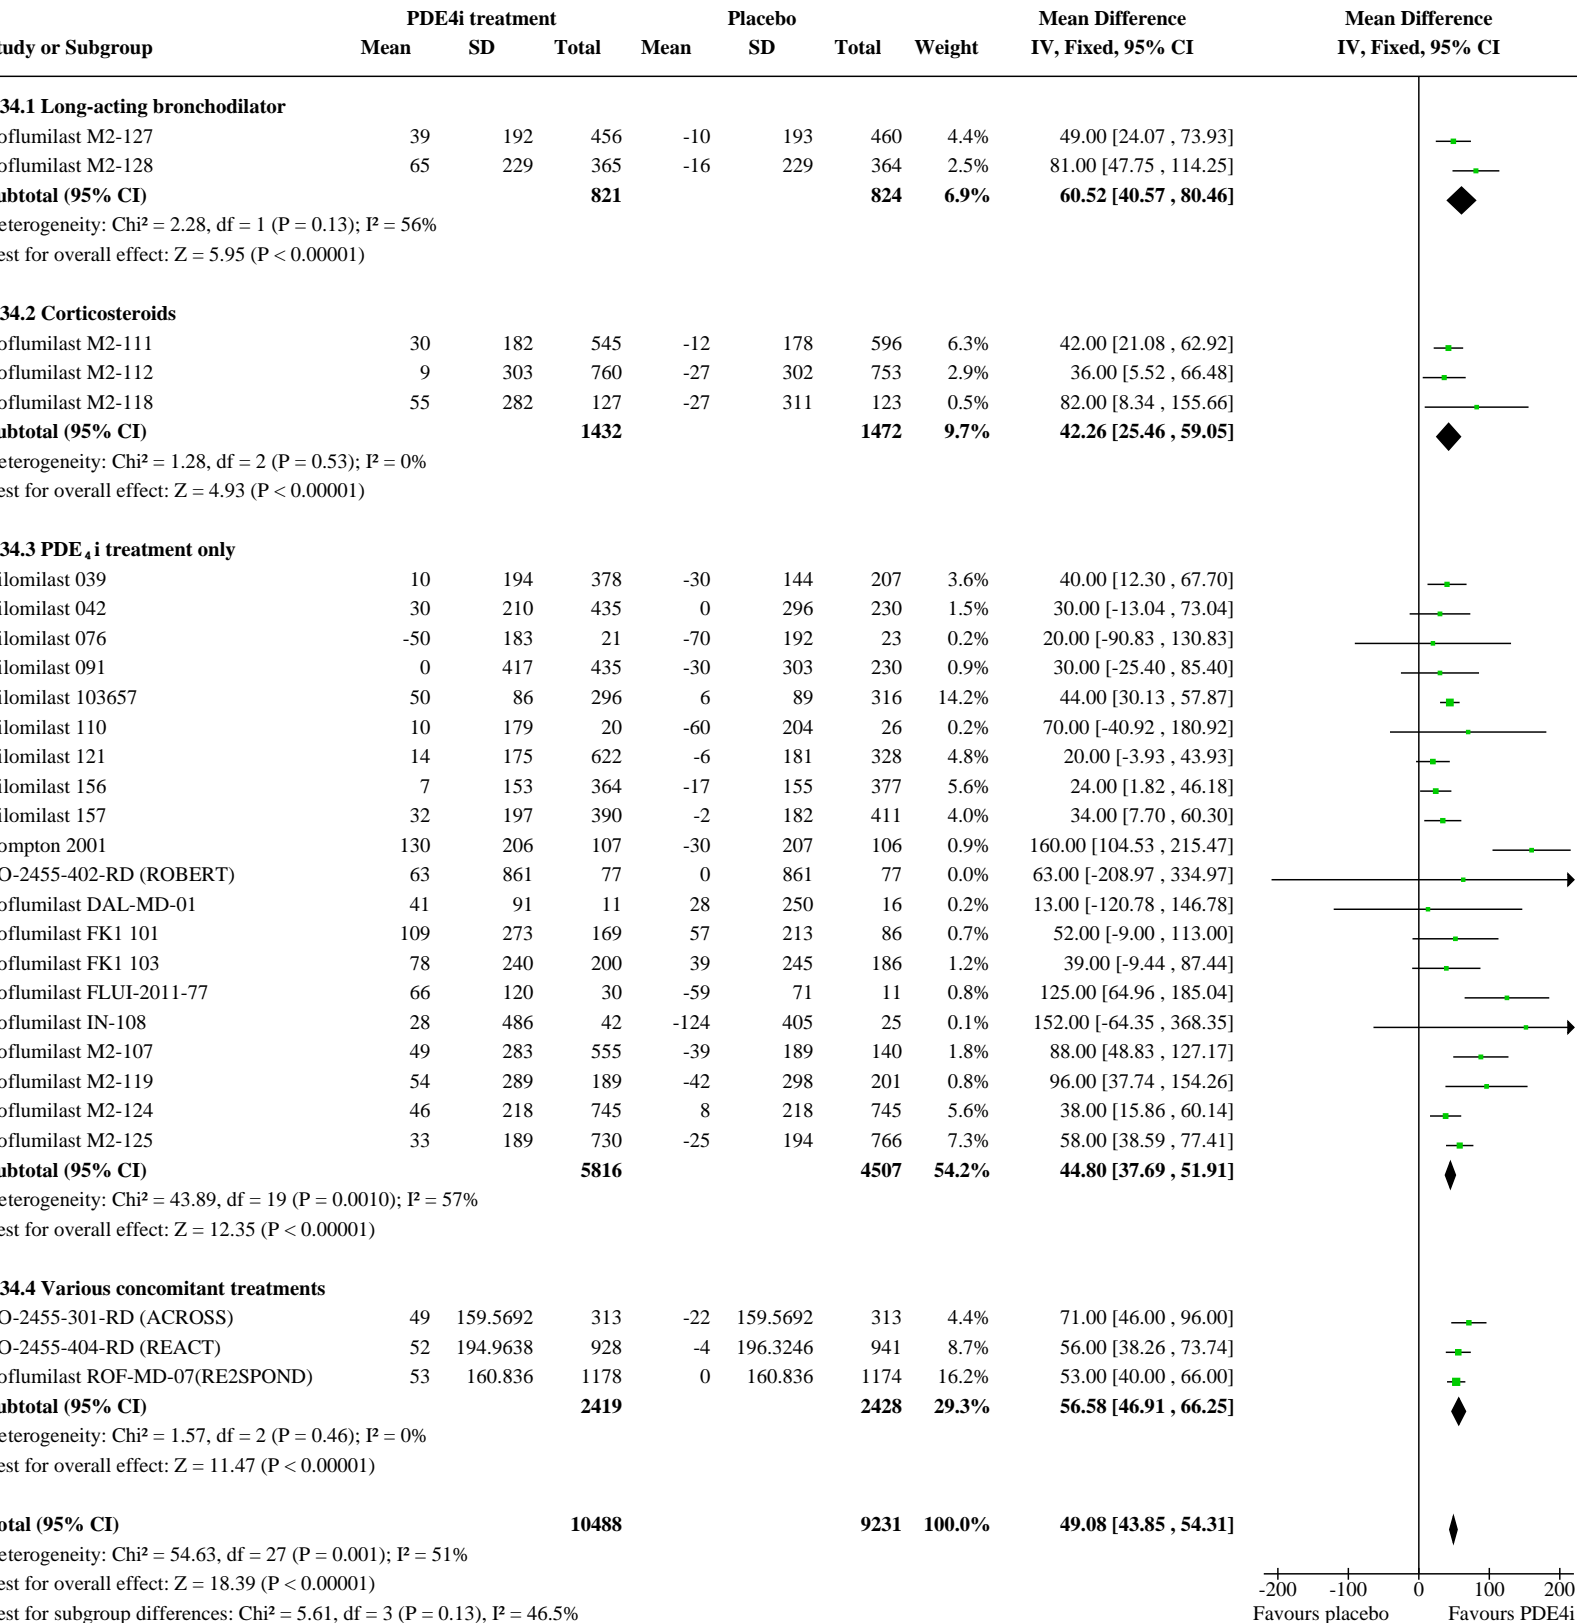 PDE4i treatment Placebo Mean Difference Mean Difference
tudy or Subgroup Mean SD Total Mean SD Total Weight IV, Fixed, 95% CI IV, Fixed, 95% CI
34.1 Long-acting bronchodilator
oflumilast M2-127 39 192 456 -10 193 460 4.4% 49.00 [24.07 , 73.93]
oflumilast M2-128 65 229 365 -16 229 364 2.5% 81.00 [47.75 , 114.25]
ubtotal (95% CI) 821 824 6.9% 60.52 [40.57 , 80.46]
eterogeneity: Chi² = 2.28, df = 1 (P = 0.13); I² = 56%
est for overall effect: Z = 5.95 (P < 0.00001)
34.2 Corticosteroids
oflumilast M2-111 30 182 545 -12 178 596 6.3% 42.00 [21.08 , 62.92]
oflumilast M2-112 9 303 760 -27 302 753 2.9% 36.00 [5.52 , 66.48]
oflumilast M2-118 55 282 127 -27 311 123 0.5% 82.00 [8.34 , 155.66]
ubtotal (95% CI) 1432 1472 9.7% 42.26 [25.46 , 59.05]
eterogeneity: Chi² = 1.28, df = 2 (P = 0.53); I² = 0%
est for overall effect: Z = 4.93 (P < 0.00001)
34.3 PDE₄i treatment only
ilomilast 039 10 194 378 -30 144 207 3.6% 40.00 [12.30 , 67.70]
ilomilast 042 30 210 435 0 296 230 1.5% 30.00 [-13.04 , 73.04]
ilomilast 076 -50 183 21 -70 192 23 0.2% 20.00 [-90.83 , 130.83]
ilomilast 091 0 417 435 -30 303 230 0.9% 30.00 [-25.40 , 85.40]
ilomilast 103657 50 86 296 6 89 316 14.2% 44.00 [30.13 , 57.87]
ilomilast 110 10 179 20 -60 204 26 0.2% 70.00 [-40.92 , 180.92]
ilomilast 121 14 175 622 -6 181 328 4.8% 20.00 [-3.93 , 43.93]
ilomilast 156 7 153 364 -17 155 377 5.6% 24.00 [1.82 , 46.18]
ilomilast 157 32 197 390 -2 182 411 4.0% 34.00 [7.70 , 60.30]
ompton 2001 130 206 107 -30 207 106 0.9% 160.00 [104.53 , 215.47]
O-2455-402-RD (ROBERT) 63 861 77 0 861 77 0.0% 63.00 [-208.97 , 334.97]
oflumilast DAL-MD-01 41 91 11 28 250 16 0.2% 13.00 [-120.78 , 146.78]
oflumilast FK1 101 109 273 169 57 213 86 0.7% 52.00 [-9.00 , 113.00]
oflumilast FK1 103 78 240 200 39 245 186 1.2% 39.00 [-9.44 , 87.44]
oflumilast FLUI-2011-77 66 120 30 -59 71 11 0.8% 125.00 [64.96 , 185.04]
oflumilast IN-108 28 486 42 -124 405 25 0.1% 152.00 [-64.35 , 368.35]
oflumilast M2-107 49 283 555 -39 189 140 1.8% 88.00 [48.83 , 127.17]
oflumilast M2-119 54 289 189 -42 298 201 0.8% 96.00 [37.74 , 154.26]
oflumilast M2-124 46 218 745 8 218 745 5.6% 38.00 [15.86 , 60.14]
oflumilast M2-125 33 189 730 -25 194 766 7.3% 58.00 [38.59 , 77.41]
ubtotal (95% CI) 5816 4507 54.2% 44.80 [37.69 , 51.91]
eterogeneity: Chi² = 43.89, df = 19 (P = 0.0010); I² = 57%
est for overall effect: Z = 12.35 (P < 0.00001)
34.4 Various concomitant treatments
O-2455-301-RD (ACROSS) 49 159.5692 313 -22 159.5692 313 4.4% 71.00 [46.00 , 96.00]
O-2455-404-RD (REACT) 52 194.9638 928 -4 196.3246 941 8.7% 56.00 [38.26 , 73.74]
oflumilast ROF-MD-07(RE2SPOND) 53 160.836 1178 0 160.836 1174 16.2% 53.00 [40.00 , 66.00]
ubtotal (95% CI) 2419 2428 29.3% 56.58 [46.91 , 66.25]
eterogeneity: Chi² = 1.57, df = 2 (P = 0.46); I² = 0%
est for overall effect: Z = 11.47 (P < 0.00001)
otal (95% CI) 10488 9231 100.0% 49.08 [43.85 , 54.31]
eterogeneity: Chi² = 54.63, df = 27 (P = 0.001); I² = 51%
est for overall effect: Z = 18.39 (P < 0.00001)
-200 -100 0 100 200
est for subgroup differences: Chi² = 5.61, df = 3 (P = 0.13), I² = 46.5%
Favours placebo Favours PDE4i